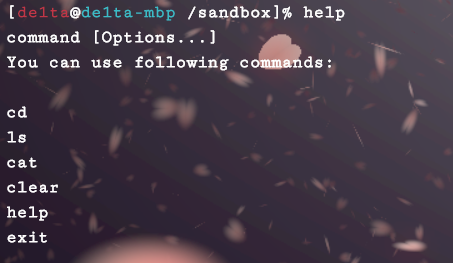 [de1ta@de1ta-mbp /sandbox]% help
command [Options...]
You can use following commands:
cd
ls
cat
clear
help
exit